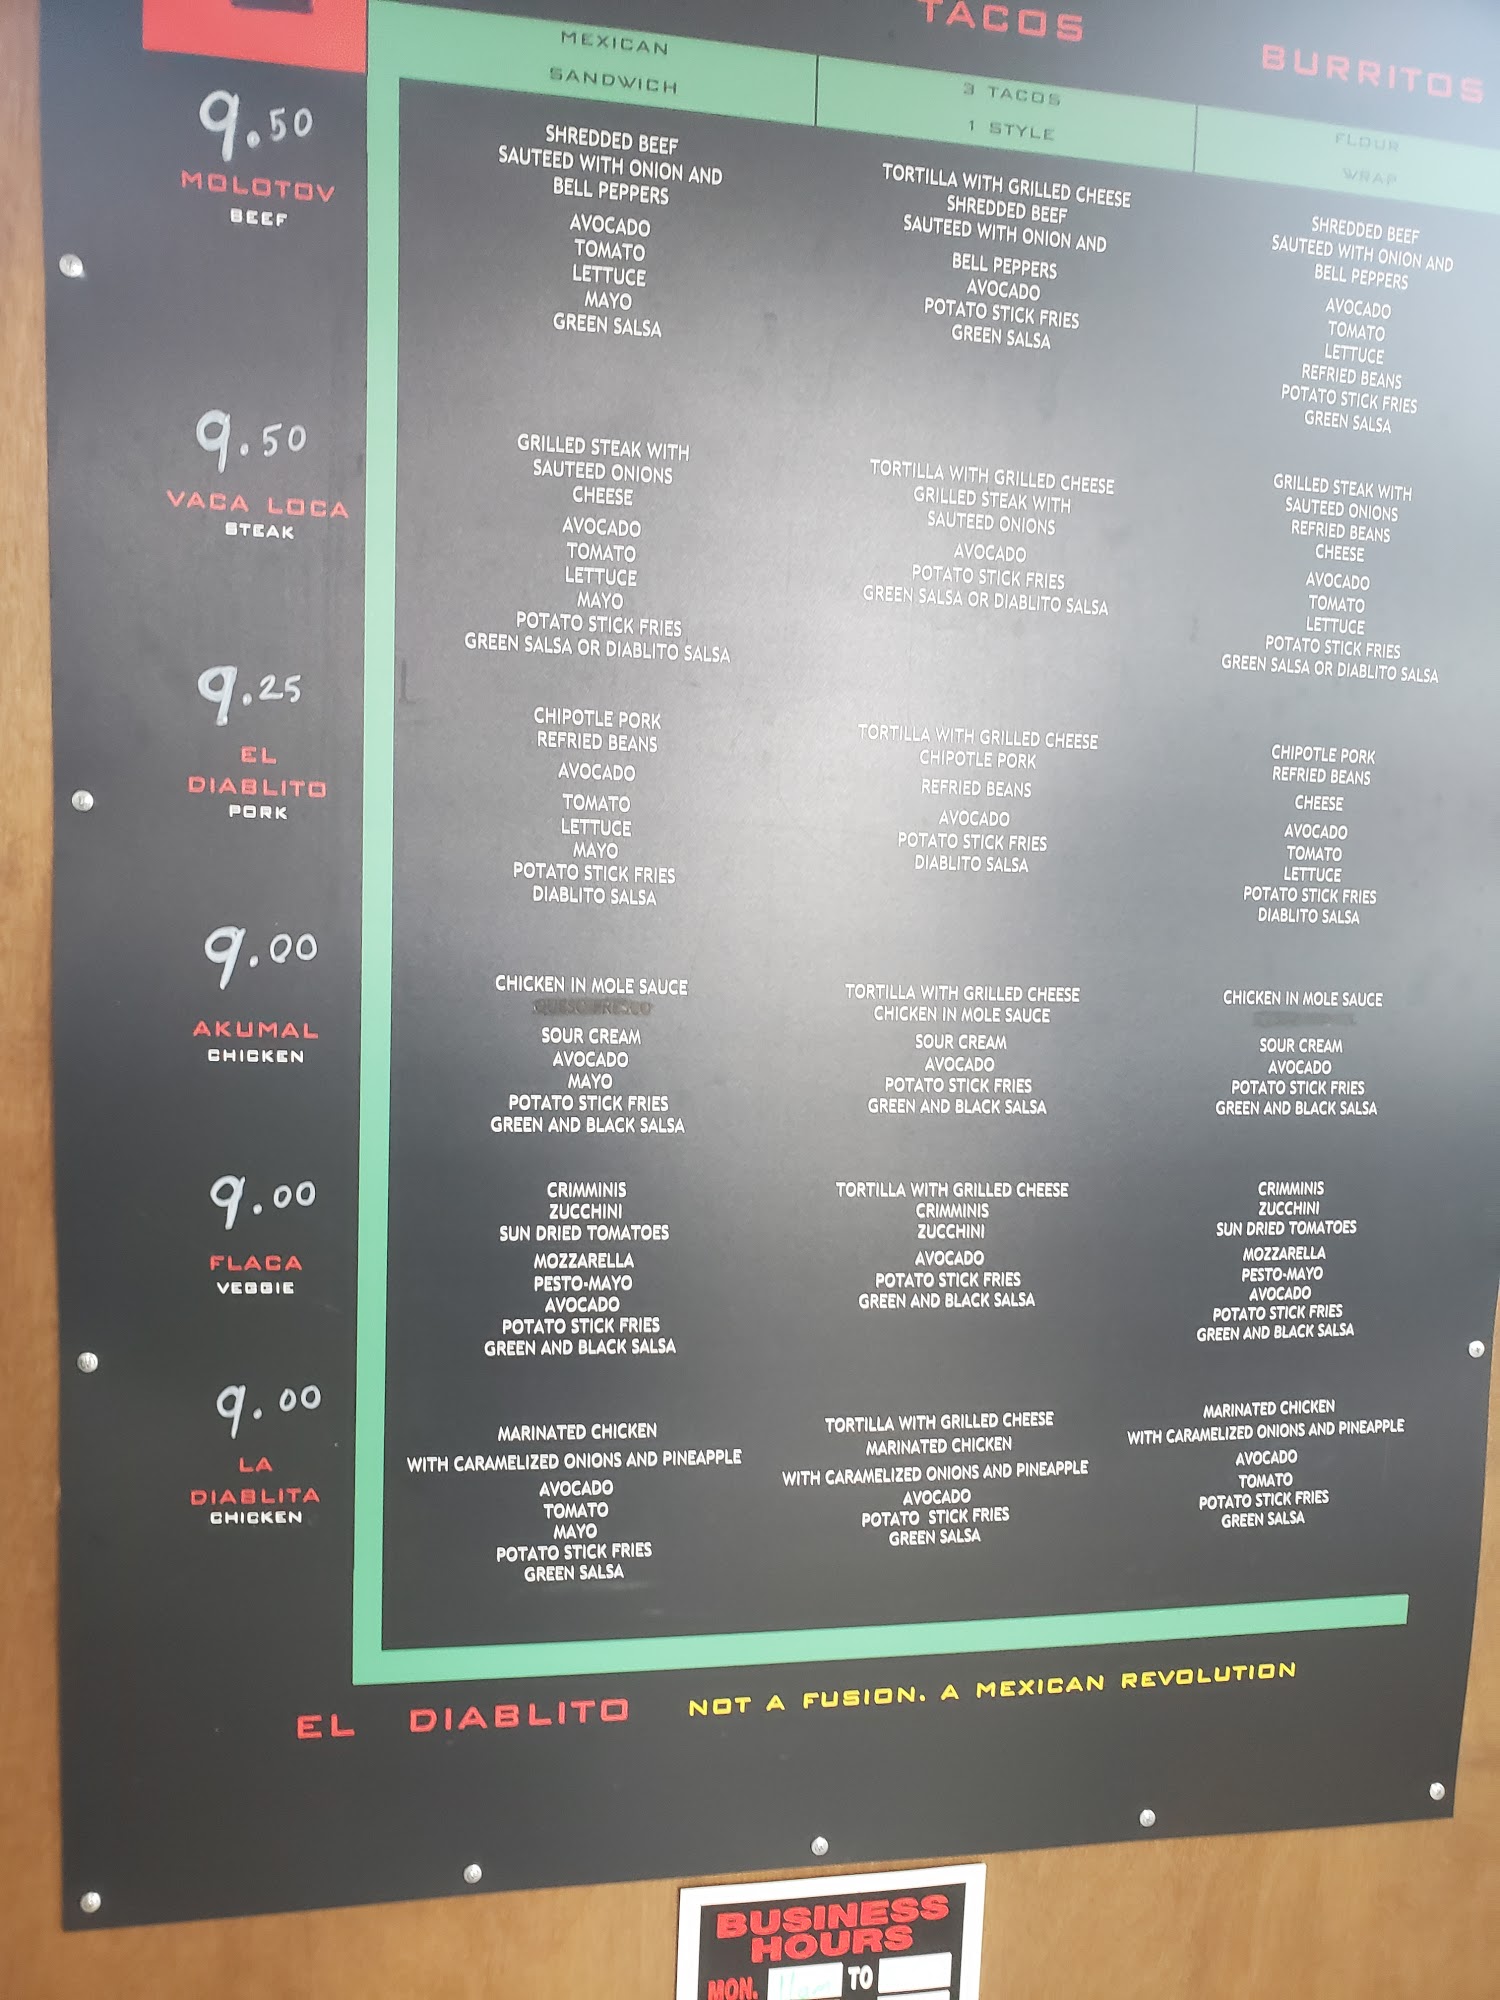 TACOS
BURRITOS
MEXICAN
SANDWICH
3 TACOS
1 STYLE
FLOUR
WRAP
9.50
MOLOTOV
BEEF
SHREDDED BEEF
SAUTEED WITH ONION AND
BELL PEPPERS
AVOCADO
TOMATO
LETTUCE
MAYO
GREEN SALSA
TORTILLA WITH GRILLED CHEESE
SHREDDED BEEF
SAUTEED WITH ONION AND
BELL PEPPERS
AVOCADO
POTATO STICK FRIES
GREEN SALSA
SHREDDED BEEF
SAUTEED WITH ONION AND
BELL PEPPERS
AVOCADO
TOMATO
LETTUCE
REFRIED BEANS
POTATO STICK FRIES
GREEN SALSA
9.50
VACA LOCA
STEAK
GRILLED STEAK WITH
SAUTEED ONIONS
CHEESE
AVOCADO
TOMATO
LETTUCE
MAYO
POTATO STICK FRIES
GREEN SALSA OR DIABLITO SALSA
TORTILLA WITH GRILLED CHEESE
GRILLED STEAK WITH
SAUTEED ONIONS
AVOCADO
POTATO STICK FRIES
GREEN SALSA OR DIABLITO SALSA
GRILLED STEAK WITH
SAUTEED ONIONS
REFRIED BEANS
CHEESE
AVOCADO
TOMATO
LETTUCE
POTATO STICK FRIES
GREEN SALSA OR DIABLITO SALSA
9.25
EL
DIABLITO
PORK
CHIPOTLE PORK
REFRIED BEANS
AVOCADO
TOMATO
LETTUCE
MAYO
POTATO STICK FRIES
DIABLITO SALSA
TORTILLA WITH GRILLED CHEESE
CHIPOTLE PORK
REFRIED BEANS
AVOCADO
POTATO STICK FRIES
DIABLITO SALSA
CHIPOTLE PORK
REFRIED BEANS
CHEESE
AVOCADO
TOMATO
LETTUCE
POTATO STICK FRIES
DIABLITO SALSA
9.00
AKUMAL
CHICKEN
CHICKEN IN MOLE SAUCE
QUESO FRESCO
SOUR CREAM
AVOCADO
MAYO
POTATO STICK FRIES
GREEN AND BLACK SALSA
TORTILLA WITH GRILLED CHEESE
CHICKEN IN MOLE SAUCE
SOUR CREAM
AVOCADO
POTATO STICK FRIES
GREEN AND BLACK SALSA
CHICKEN IN MOLE SAUCE
SOUR CREAM
AVOCADO
POTATO STICK FRIES
GREEN AND BLACK SALSA
9.00
FLACA
VEGGIE
CRIMMINIS
ZUCCHINI
SUN DRIED TOMATOES
MOZZARELLA
PESTO-MAYO
AVOCADO
POTATO STICK FRIES
GREEN AND BLACK SALSA
TORTILLA WITH GRILLED CHEESE
CRIMMINIS
ZUCCHINI
AVOCADO
POTATO STICK FRIES
GREEN AND BLACK SALSA
CRIMMINIS
ZUCCHINI
SUN DRIED TOMATOES
MOZZARELLA
PESTO-MAYO
AVOCADO
POTATO STICK FRIES
GREEN AND BLACK SALSA
9.00
LA
DIABLITA
CHICKEN
MARINATED CHICKEN
WITH CARAMELIZED ONIONS AND PINEAPPLE
AVOCADO
TOMATO
MAYO
POTATO STICK FRIES
GREEN SALSA
TORTILLA WITH GRILLED CHEESE
MARINATED CHICKEN
WITH CARAMELIZED ONIONS AND PINEAPPLE
AVOCADO
POTATO STICK FRIES
GREEN SALSA
MARINATED CHICKEN
WITH CARAMELIZED ONIONS AND PINEAPPLE
AVOCADO
TOMATO
POTATO STICK FRIES
GREEN SALSA
EL DIABLITO NOT A FUSION. A MEXICAN REVOLUTION
BUSINESS
HOURS
MON. 11am TO